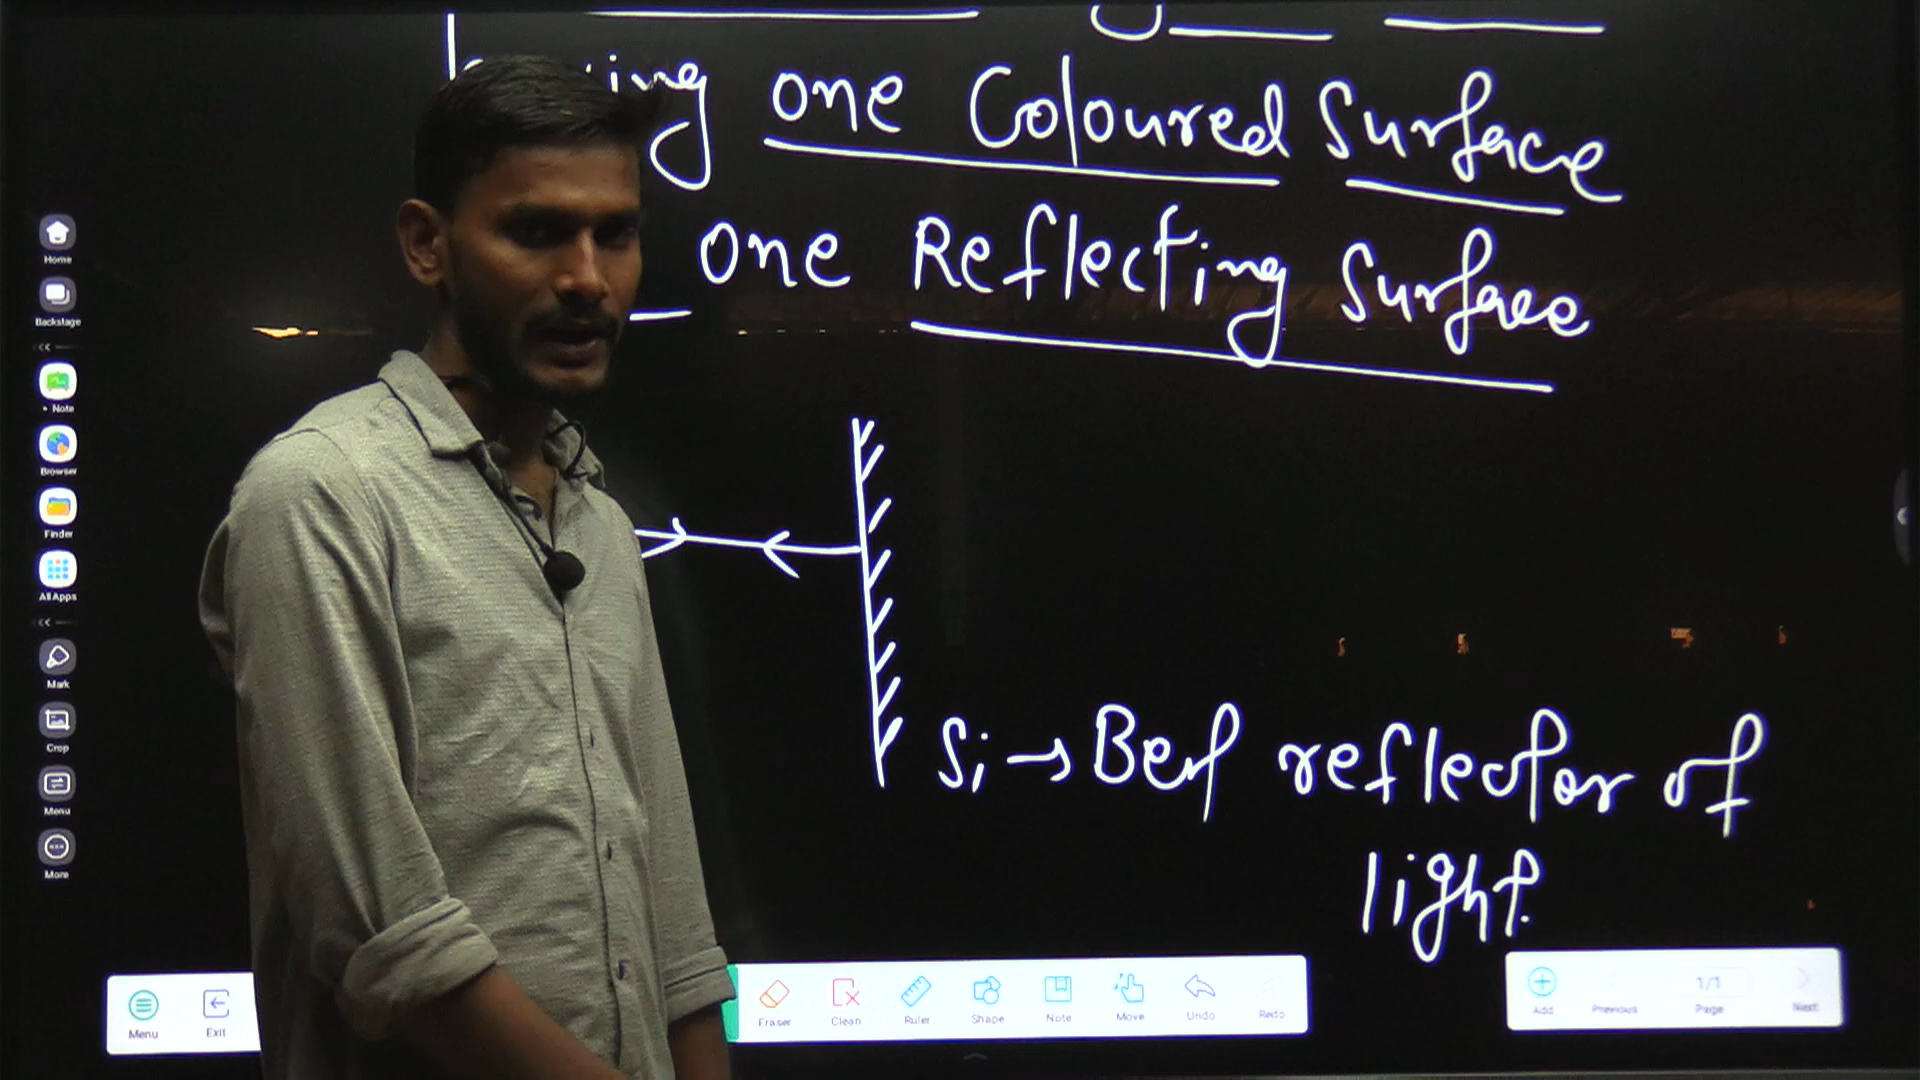 one Coloured Surface
one Reflecting Surface
Si → Best reflector of
light.
Home
Backstage
Note
Browser
Finder
All Apps
Mark
Crop
Menu
More
Menu Exit Eraser Clean Ruler Shape Note Move Undo Redo
Add Previous 1/1 Page Next